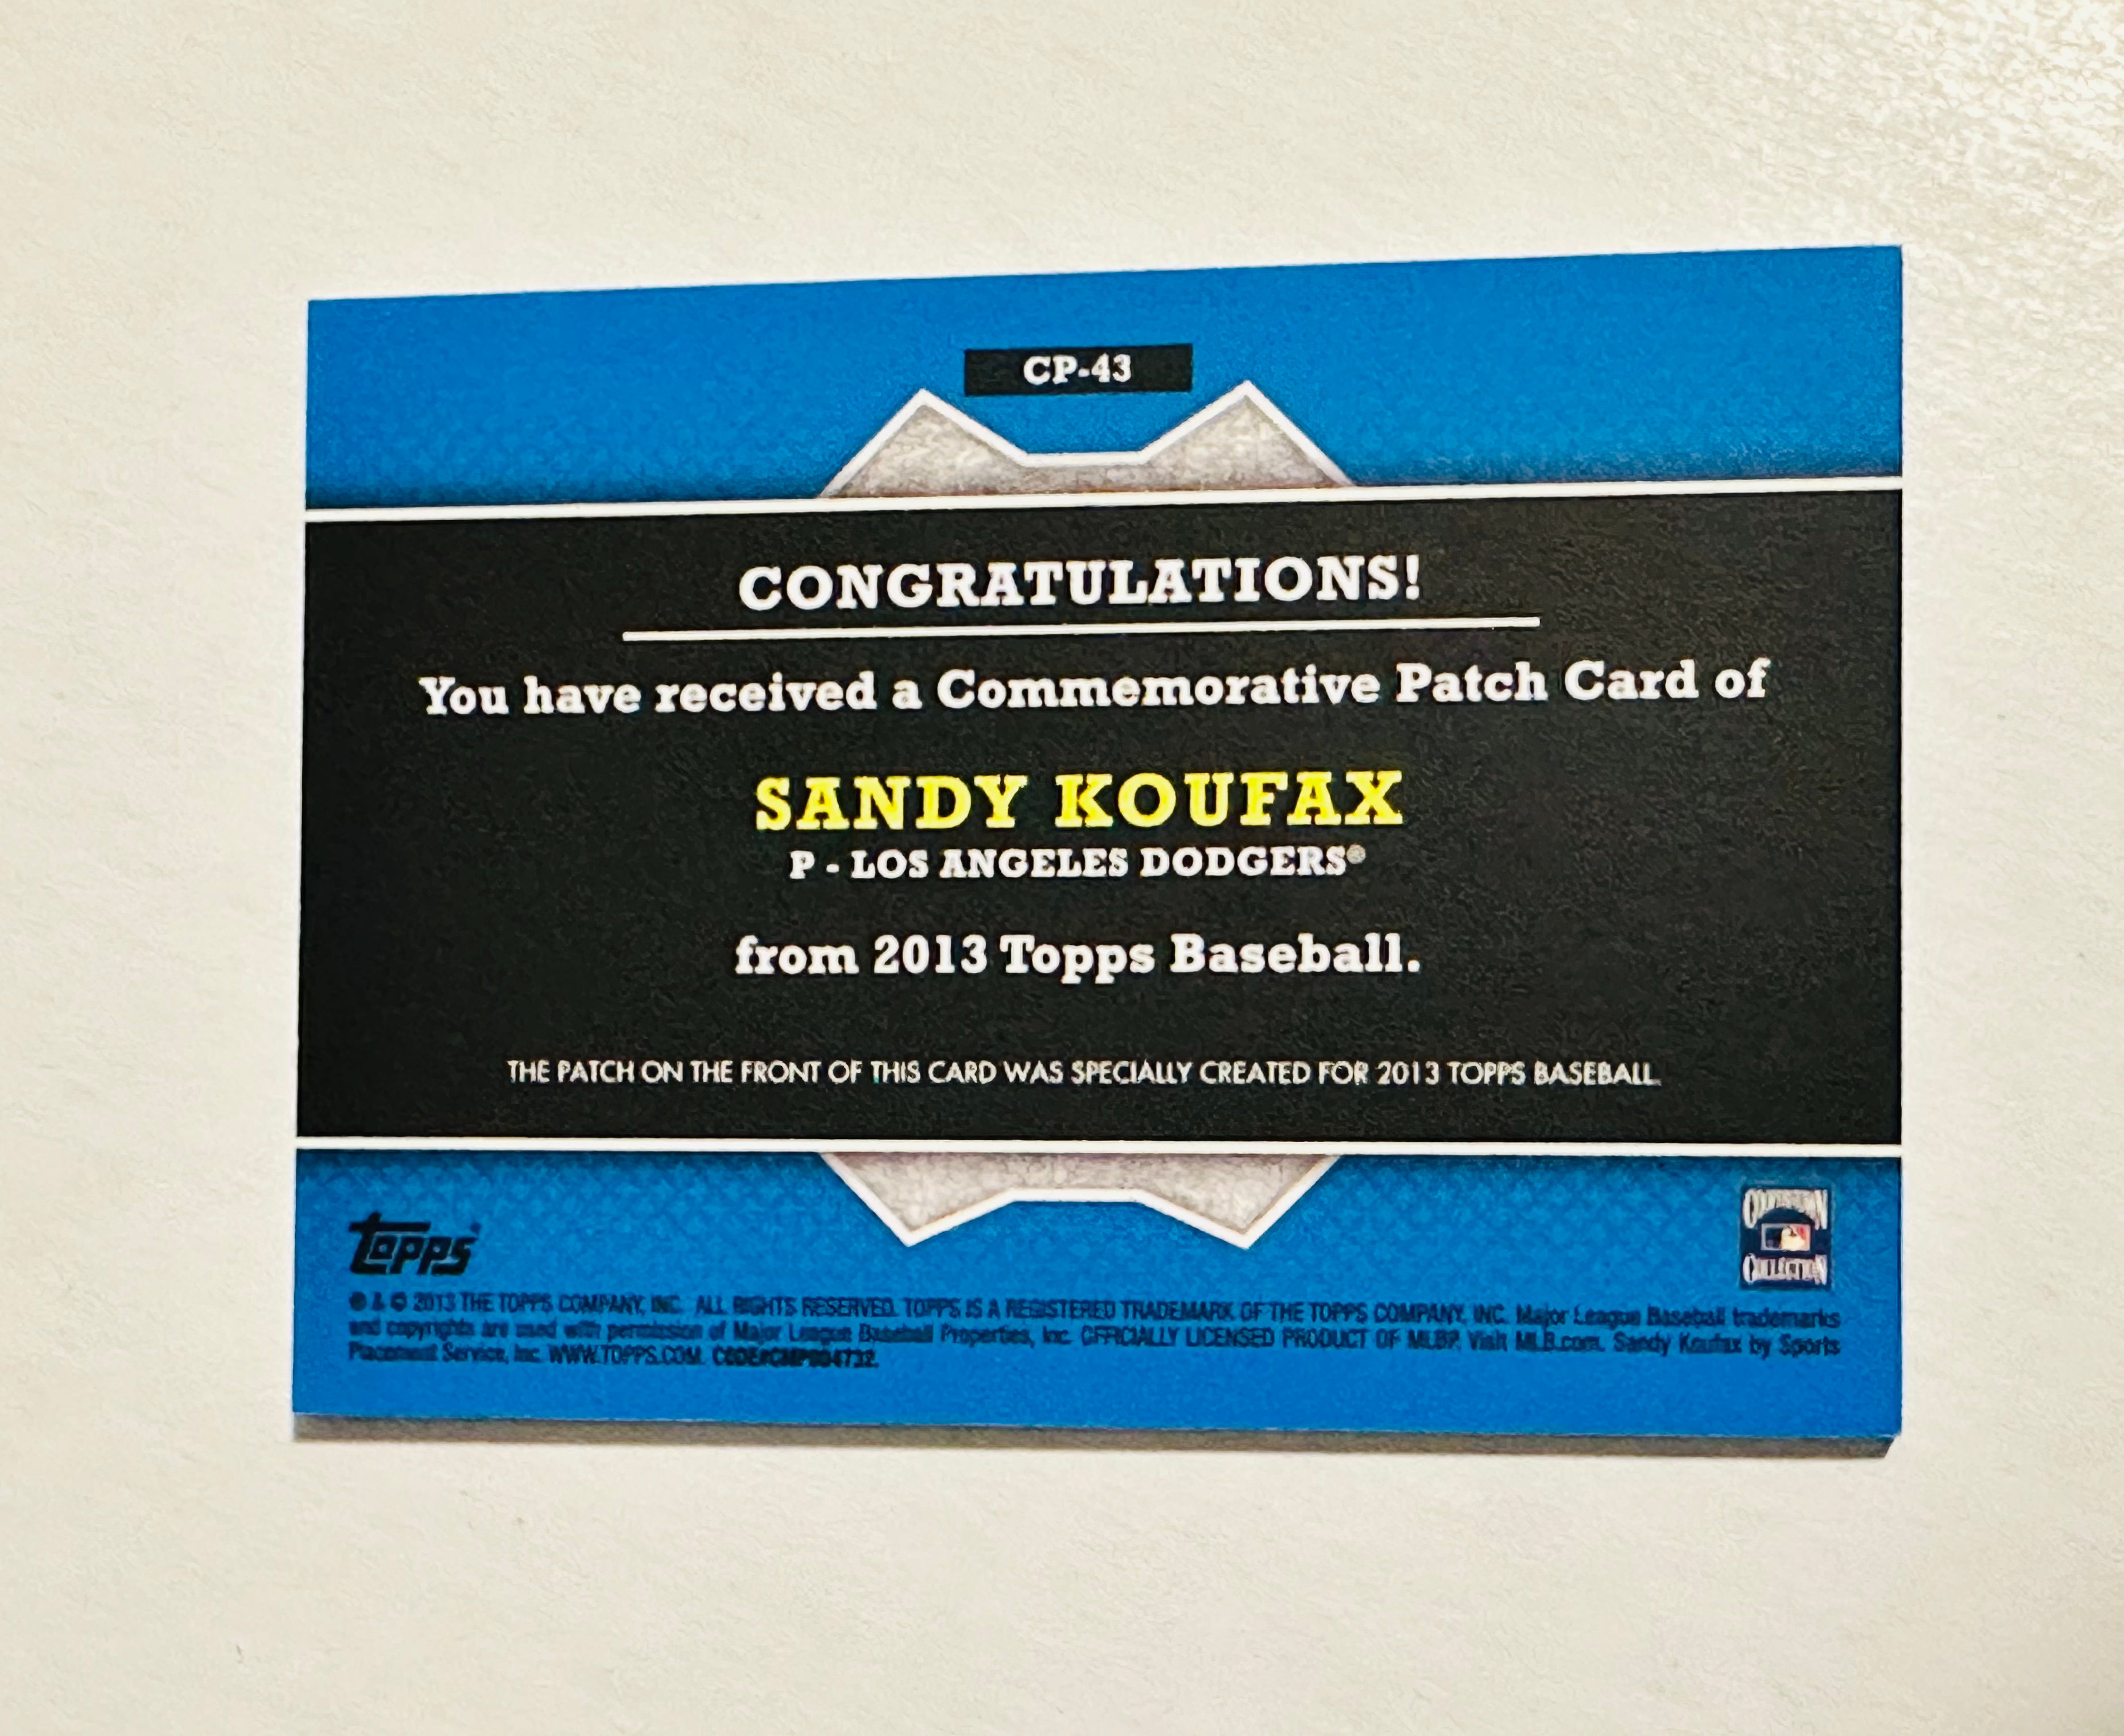 CP-43
CONGRATULATIONS!
You have received a Commemorative Patch Card of
SANDY KOUFAX
P - LOS ANGELES DODGERS®
from 2013 Topps Baseball.
THE PATCH ON THE FRONT OF THIS CARD WAS SPECIALLY CREATED FOR 2013 TOPPS BASEBALL.
topps
COOPERSTOWN
COLLECTION
® & © 2013 THE TOPPS COMPANY, INC. ALL RIGHTS RESERVED. TOPPS IS A REGISTERED TRADEMARK OF THE TOPPS COMPANY, INC. Major League Baseball trademarks
and copyrights are used with permission of Major League Baseball Properties, Inc. OFFICIALLY LICENSED PRODUCT OF MLBP. Visit MLB.com. Sandy Koufax by Sports
Placement Service, Inc. WWW.TOPPS.COM. CODE#CMP004732.